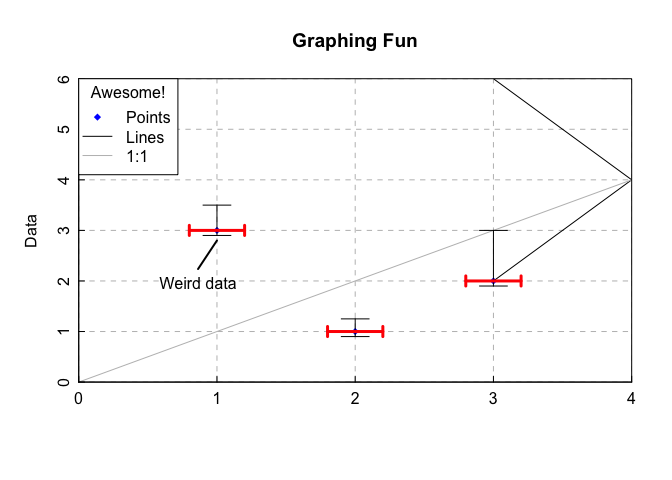 Graphing Fun
Awesome!
Points
Lines
1:1
Weird data
Data
0 1 2 3 4 5 6
0 1 2 3 4